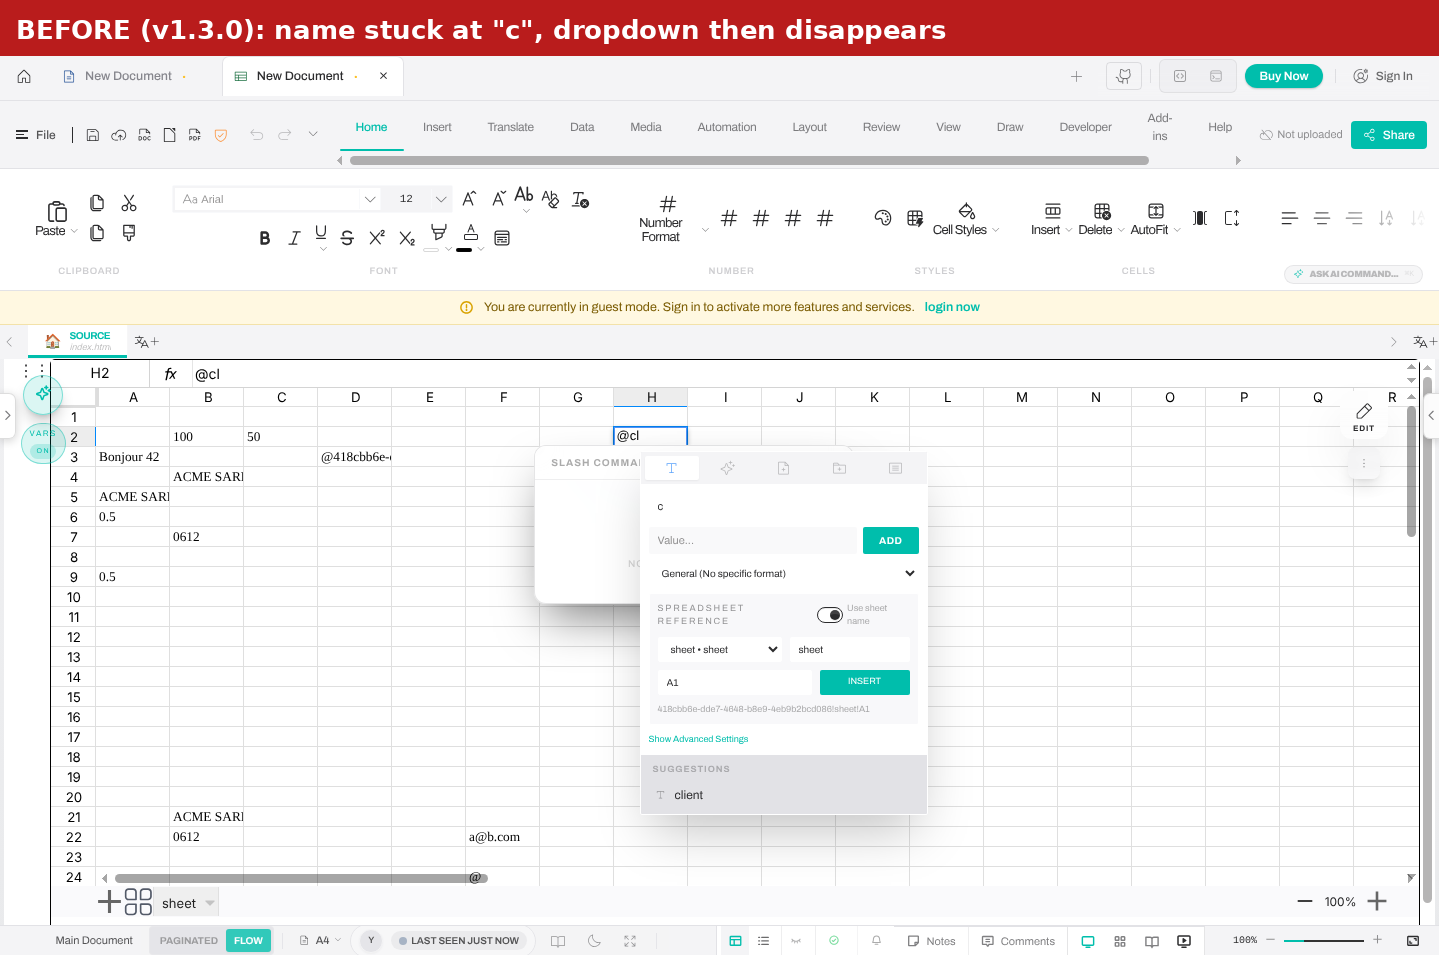 BEFORE (v1.3.0): name stuck at "c", dropdown then disappears
New Document
New Document
Buy Now
Sign In
File
Home
Insert
Translate
Data
Media
Automation
Layout
Review
View
Draw
Developer
Add-
ins
Help
Not uploaded
Share
Paste
Aa Arial
12
Number
Format
Cell Styles
Insert
Delete
AutoFit
CLIPBOARD
FONT
NUMBER
STYLES
CELLS
ASK AI COMMAND...
You are currently in guest mode. Sign in to activate more features and services. login now
SOURCE
index.html
H2
fx
@cl
A B C D E F G H I J K L M N O P Q R
1
VARS
ON
EDIT
2 100 50 @cl
3 Bonjour 42 @418cbb6e-
4 ACME SARL
5 ACME SARL
6 0.5
7 0612
8
9 0.5
10
11
12
13
14
15
16
17
18
19
20
21 ACME SARL
22 0612 a@b.com
23
24 @
SLASH COMMA
NO
T
c
Value...
ADD
General (No specific format)
SPREADSHEET
REFERENCE
Use sheet
name
sheet • sheet
sheet
A1
INSERT
418cbb6e-dde7-4648-b8e9-4eb9b2bcd086!sheet!A1
Show Advanced Settings
SUGGESTIONS
T client
sheet
100%
Main Document
PAGINATED
FLOW
A4
Y
LAST SEEN JUST NOW
Notes
Comments
100%